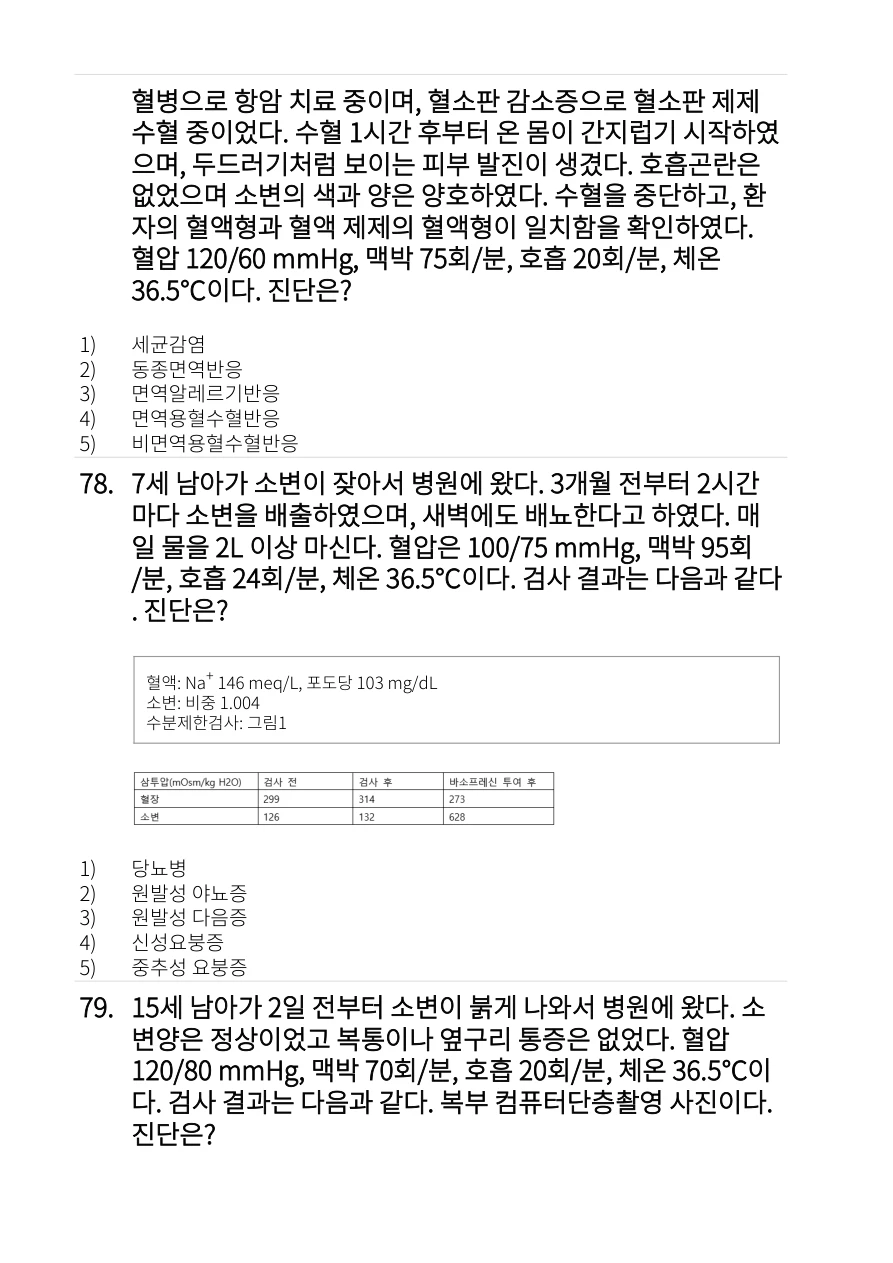 혈병으로 항암 치료 중이며, 혈소판 감소증으로 혈소판 제제
수혈 중이었다. 수혈 1시간 후부터 온 몸이 간지럽기 시작하였
으며, 두드러기처럼 보이는 피부 발진이 생겼다. 호흡곤란은
없었으며 소변의 색과 양은 양호하였다. 수혈을 중단하고, 환
자의 혈액형과 혈액 제제의 혈액형이 일치함을 확인하였다.
혈압 120/60 mmHg, 맥박 75회/분, 호흡 20회/분, 체온
36.5℃이다. 진단은?
1) 세균감염
2) 동종면역반응
3) 면역알레르기반응
4) 면역용혈수혈반응
5) 비면역용혈수혈반응
78. 7세 남아가 소변이 잦아서 병원에 왔다. 3개월 전부터 2시간
마다 소변을 배출하였으며, 새벽에도 배뇨한다고 하였다. 매
일 물을 2L 이상 마신다. 혈압은 100/75 mmHg, 맥박 95회
/분, 호흡 24회/분, 체온 36.5℃이다. 검사 결과는 다음과 같다
. 진단은?
혈액: Na+ 146 meq/L, 포도당 103 mg/dL
소변: 비중 1.004
수분제한검사: 그림1
삼투압(mOsm/kg H2O) 검사 전 검사 후 바소프레신 투여 후
혈장 299 314 273
소변 126 132 628
1) 당뇨병
2) 원발성 야뇨증
3) 원발성 다음증
4) 신성요붕증
5) 중추성 요붕증
79. 15세 남아가 2일 전부터 소변이 붉게 나와서 병원에 왔다. 소
변양은 정상이었고 복통이나 옆구리 통증은 없었다. 혈압
120/80 mmHg, 맥박 70회/분, 호흡 20회/분, 체온 36.5℃이
다. 검사 결과는 다음과 같다. 복부 컴퓨터단층촬영 사진이다.
진단은?